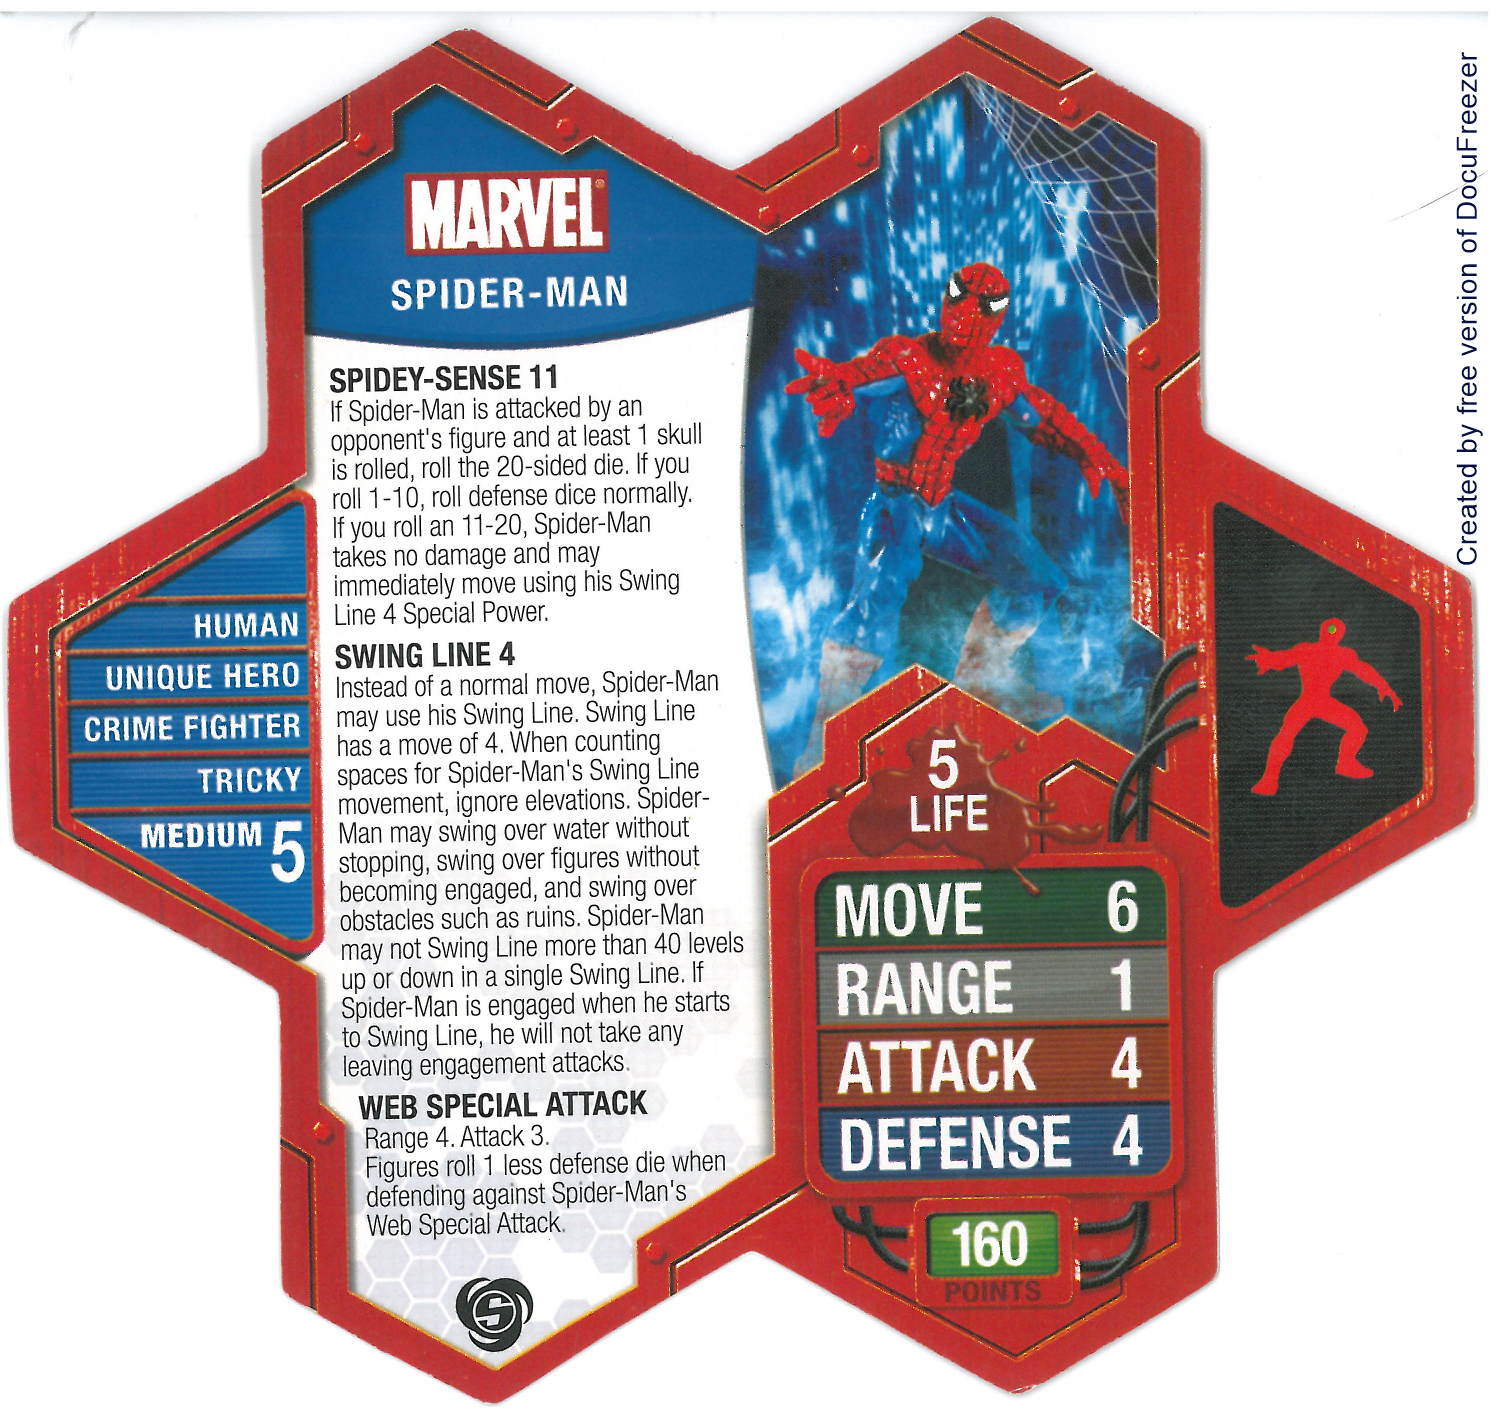 MARVEL®
SPIDER-MAN
SPIDEY-SENSE 11
If Spider-Man is attacked by an
opponent's figure and at least 1 skull
is rolled, roll the 20-sided die. If you
roll 1-10, roll defense dice normally.
If you roll an 11-20, Spider-Man
takes no damage and may
immediately move using his Swing
Line 4 Special Power.
SWING LINE 4
Instead of a normal move, Spider-Man
may use his Swing Line. Swing Line
has a move of 4. When counting
spaces for Spider-Man's Swing Line
movement, ignore elevations. Spider-
Man may swing over water without
stopping, swing over figures without
becoming engaged, and swing over
obstacles such as ruins. Spider-Man
may not Swing Line more than 40 levels
up or down in a single Swing Line. If
Spider-Man is engaged when he starts
to Swing Line, he will not take any
leaving engagement attacks.
WEB SPECIAL ATTACK
Range 4. Attack 3.
Figures roll 1 less defense die when
defending against Spider-Man's
Web Special Attack.
S
HUMAN
UNIQUE HERO
CRIME FIGHTER
TRICKY
MEDIUM 5
5
LIFE
MOVE 6
RANGE 1
ATTACK 4
DEFENSE 4
160
POINTS
Created by free version of DocuFreezer